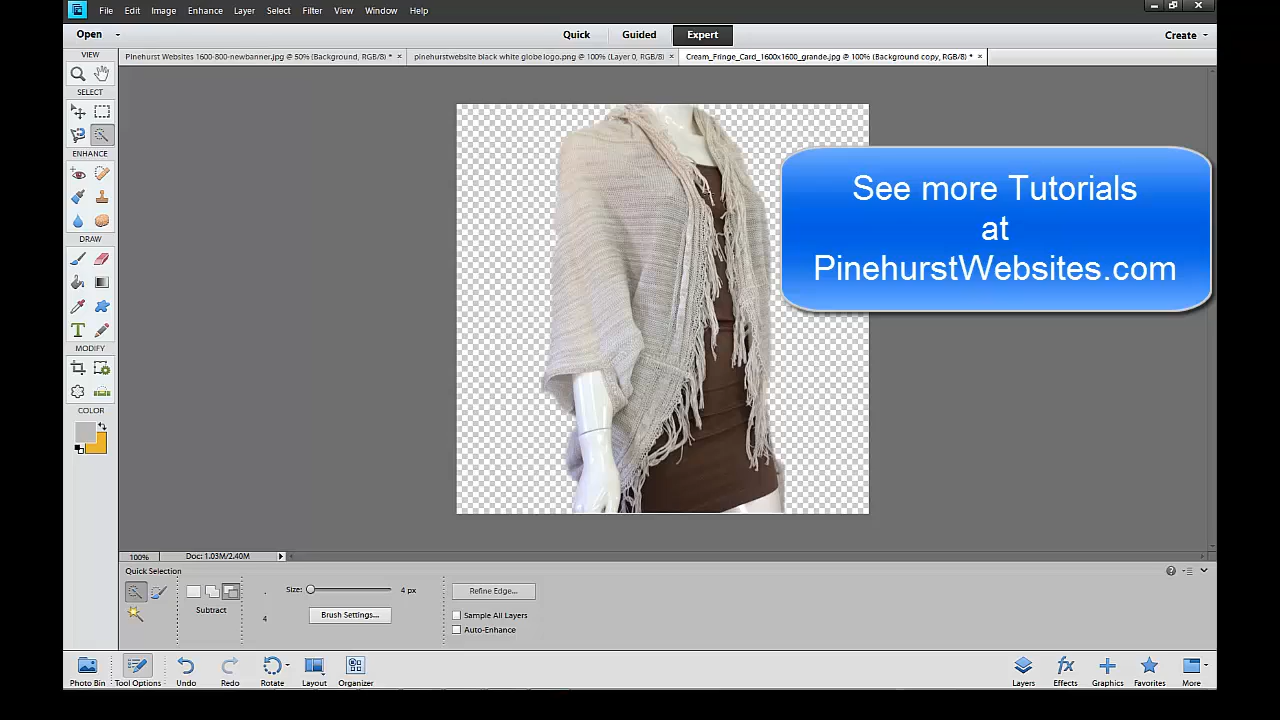 File Edit Image Enhance Layer Select Filter View Window Help
Open Quick Guided Expert Create
VIEW Pinehurst Websites 1600-800-newbanner.jpg @ 50% (Background, RGB/8) * × pinehurstwebsite black white globe logo.png @ 100% (Layer 0, RGB/8) × Cream_Fringe_Card_1600x1600_grande.jpg @ 100% (Background copy, RGB/8) * ×
SELECT
ENHANCE
DRAW
MODIFY
COLOR
See more Tutorials
at
PinehurstWebsites.com
100% Doc: 1.03M/2.40M
Quick Selection
Size: 4 px Refine Edge...
Subtract 4 Brush Settings... Sample All Layers
Auto-Enhance
Photo Bin Tool Options Undo Redo Rotate Layout Organizer Layers Effects Graphics Favorites More